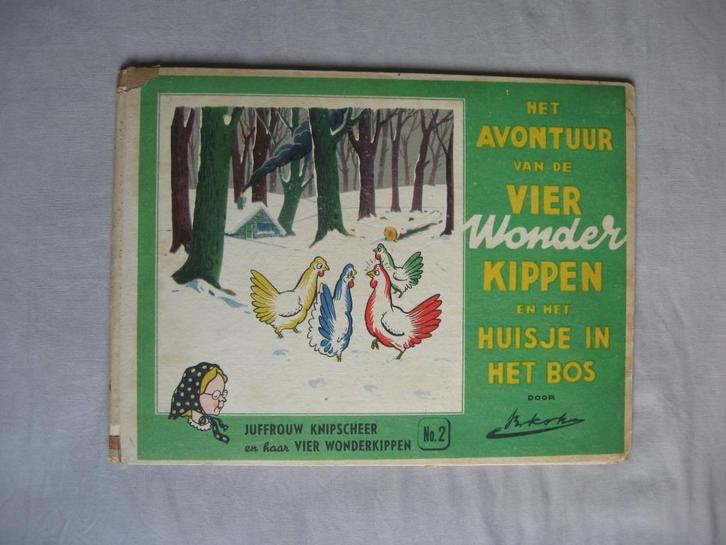 HET
AVONTUUR
VAN DE
VIER
Wonder
KIPPEN
EN HET
HUISJE IN
HET BOS
DOOR
JUFFROUW KNIPSCHEER
en haar VIER WONDERKIPPEN
No.2